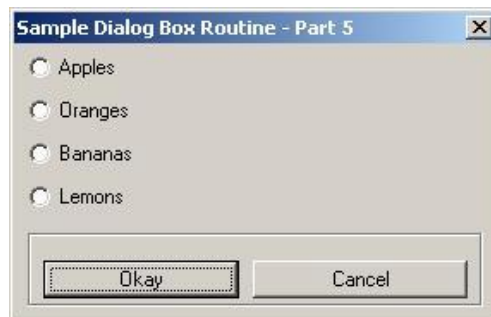 Sample Dialog Box Routine - Part 5
Apples
Oranges
Bananas
Lemons
Okay
Cancel